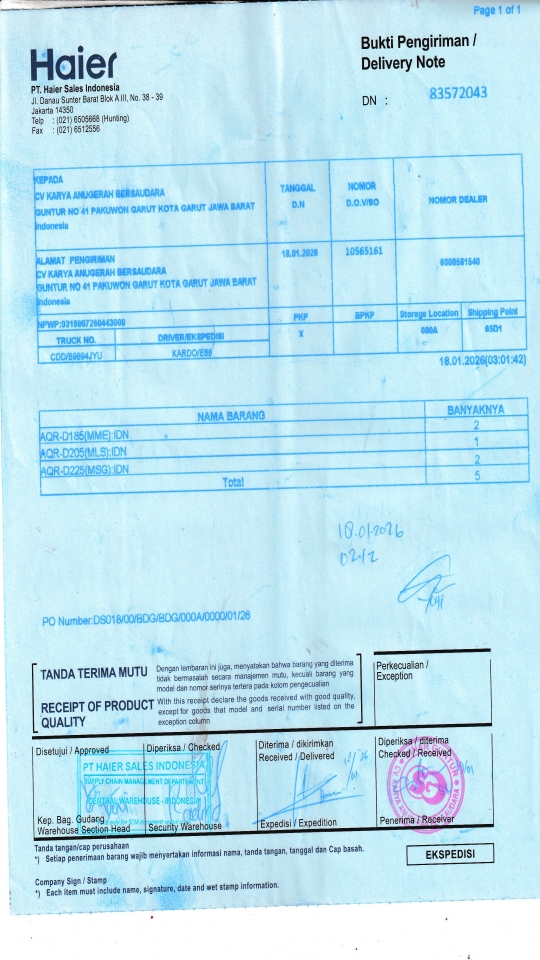 Page 1 of 1
Haier
Bukti Pengiriman /
Delivery Note
PT. Haier Sales Indonesia
Jl. Danau Sunter Barat Blok A III, No. 38 - 39
Jakarta 14350
Telp : (021) 6505668 (Hunting)
Fax : (021) 6512556
DN : 83572043
KEPADA
CV KARYA ANUGERAH BERSAUDARA
GUNTUR NO 41 PAKUWON GARUT KOTA GARUT JAWA BARAT
Indonesia
TANGGAL
D.N
NOMOR
D.O.V/SO
NOMOR DEALER
ALAMAT PENGIRIMAN
CV KARYA ANUGERAH BERSAUDARA
GUNTUR NO 41 PAKUWON GARUT KOTA GARUT JAWA BARAT
Indonesia
18.01.2026
10565161
6000581540
NPWP:0316607260443000
PKP
BPKP
Storege Location
Shipping Point
TRUCK NO.
DRIVER/EKSPEDISI
X
000A
65D1
CDD/B9694JYU
KARDO/E80
18.01.2026(03:01:42)
NAMA BARANG
BANYAKNYA
AQR-D185(MME):IDN
2
AQR-D205(MLS):IDN
1
AQR-D225(MSG):IDN
2
Total
5
18-01-2026
PO Number:DS018/00/BDG/BDG/000A/0000/01/26
TANDA TERIMA MUTU
Dengan lembaran ini juga, menyatakan bahwa barang yang diterima
tidak bermasalah secara manajemen mutu, kecuali barang yang
model dan nomor serinya tertera pada kolom pengecualian.
RECEIPT OF PRODUCT
QUALITY
With this receipt declare the goods received with good quality,
except for goods that model and serial number listed on the
exception column
Perkecualian /
Exception
Disetujui / Approved
Diperiksa / Checked
Diterima / dikirimkan
Received / Delivered
Diperiksa / diterima
Checked / Received
PT HAIER SALES INDONESIA
SUPPLY CHAIN MANAGEMENT DEPARTMENT
CENTRAL WAREHOUSE - INDONESIA
Kep. Bag. Gudang
Warehouse Section Head
Security Warehouse
Expedisi / Expedition
Penerima / Receiver
Tanda tangan/cap perusahaan
*) Setiap penerimaan barang wajib menyertakan informasi nama, tanda tangan, tanggal dan Cap basah.
EKSPEDISI
Company Sign / Stamp
*) Each item must include name, signature, date and wet stamp information.